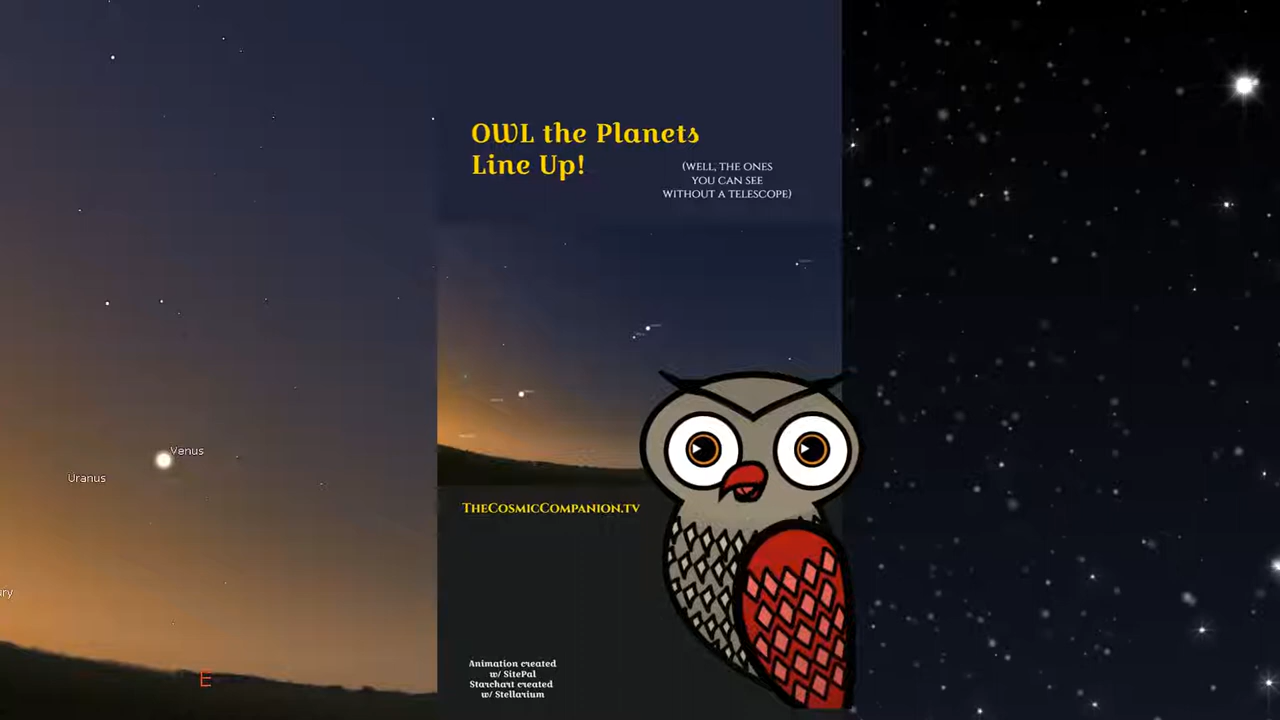 OWL the Planets
Line Up!
(WELL, THE ONES
YOU CAN SEE
WITHOUT A TELESCOPE)
Venus
Uranus
ry
E
TheCosmicCompanion.tv
Animation created
w/ SitePal
Starchart created
w/ Stellarium